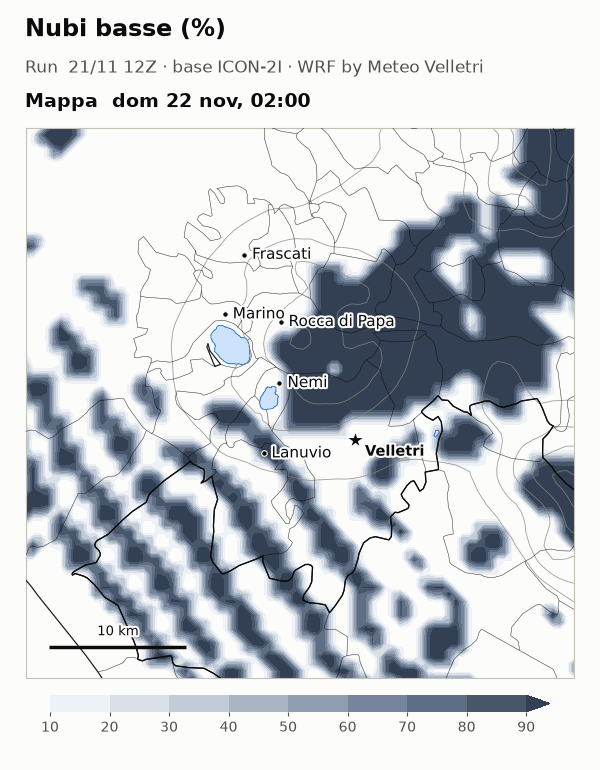 Nubi basse (%)
Run 21/11 12Z · base ICON-2I · WRF by Meteo Velletri
Mappa dom 22 nov, 02:00
Frascati
Marino
Rocca di Papa
Nemi
Velletri
Lanuvio
10 km
10 20 30 40 50 60 70 80 90